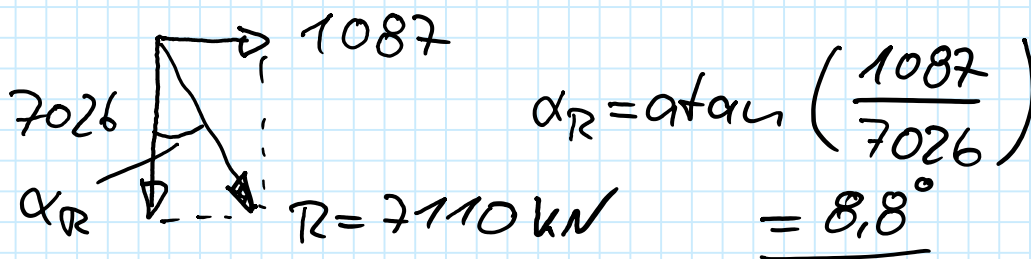 1087
7026
α_R = atan (1087/7026)
α_R
R = 7110 kN
= 8,8°